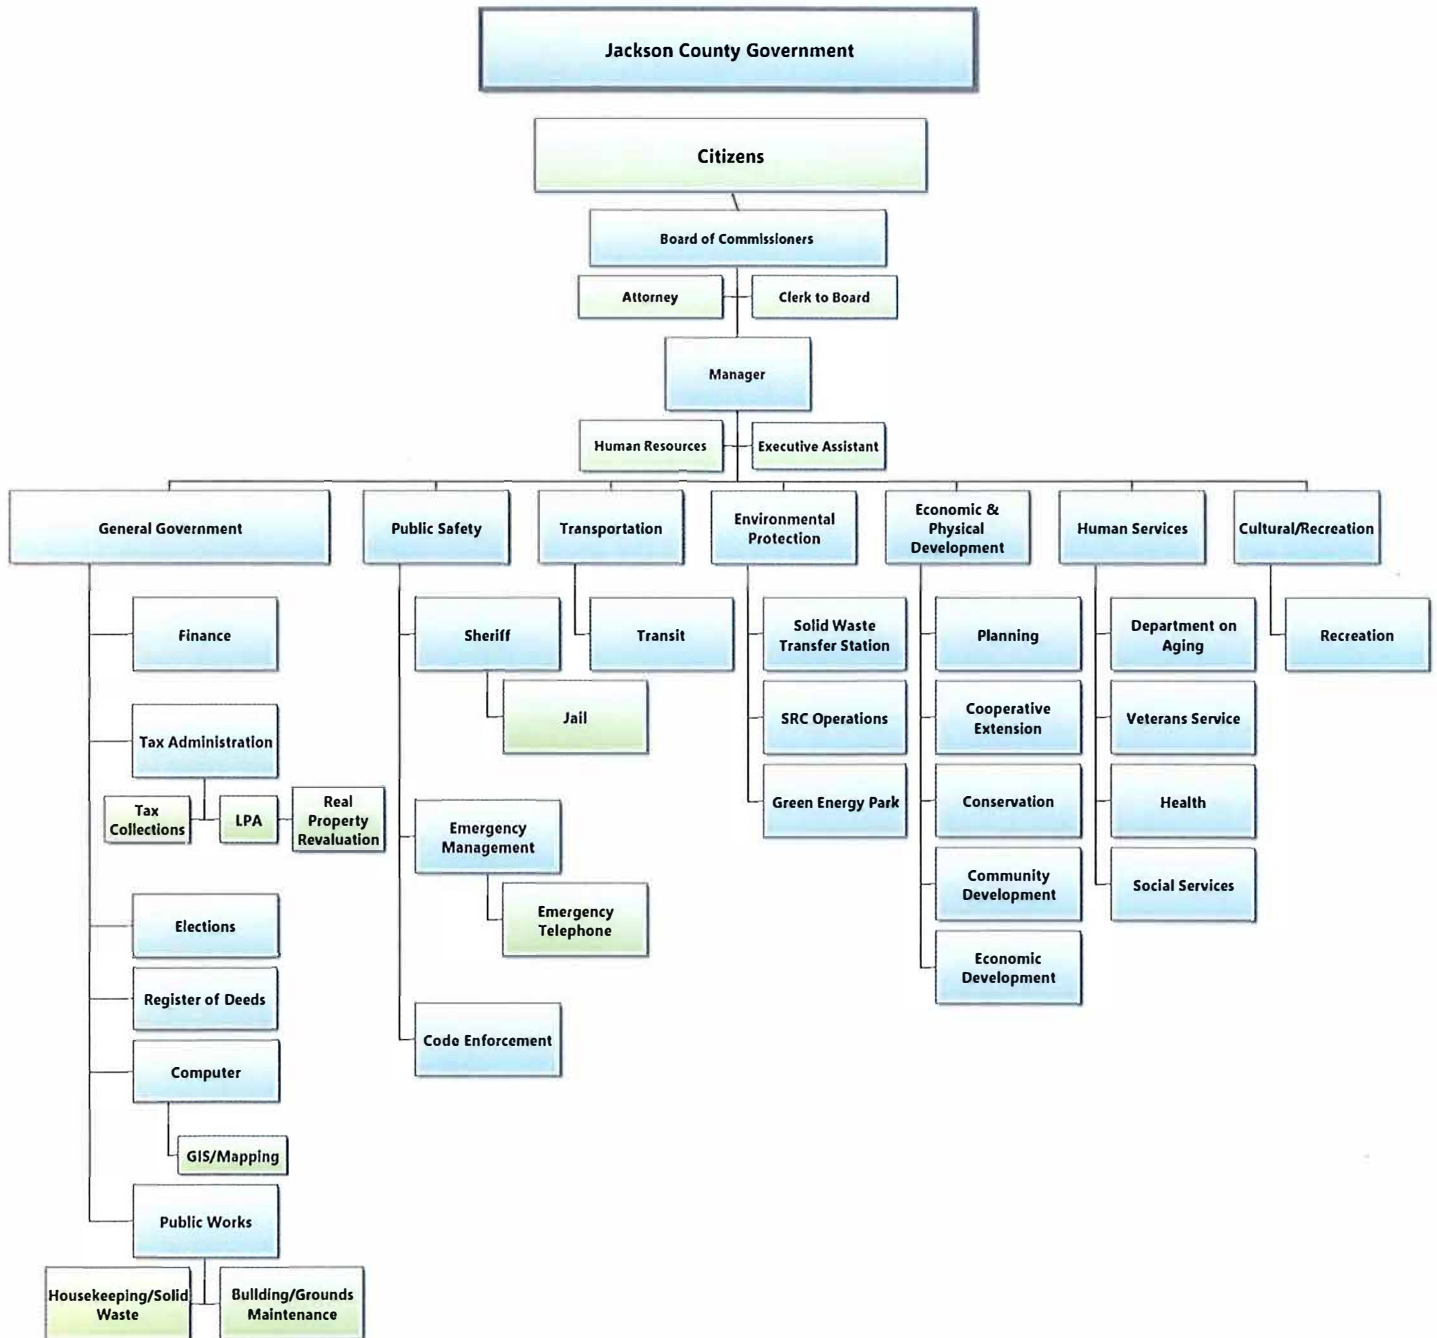 Jackson County Government
Citizens
Board of Commissioners
Attorney
Clerk to Board
Manager
Human Resources
Executive Assistant
General Government
Public Safety
Transportation
Environmental
Protection
Economic &
Physical
Development
Human Services
Cultural/Recreation
Finance
Tax Administration
Tax
Collections
LPA
Real
Property
Revaluation
Elections
Register of Deeds
Computer
GIS/Mapping
Public Works
Housekeeping/Solid
Waste
Building/Grounds
Maintenance
Sheriff
Jail
Emergency
Management
Emergency
Telephone
Code Enforcement
Transit
Solid Waste
Transfer Station
SRC Operations
Green Energy Park
Planning
Cooperative
Extension
Conservation
Community
Development
Economic
Development
Department on
Aging
Veterans Service
Health
Social Services
Recreation